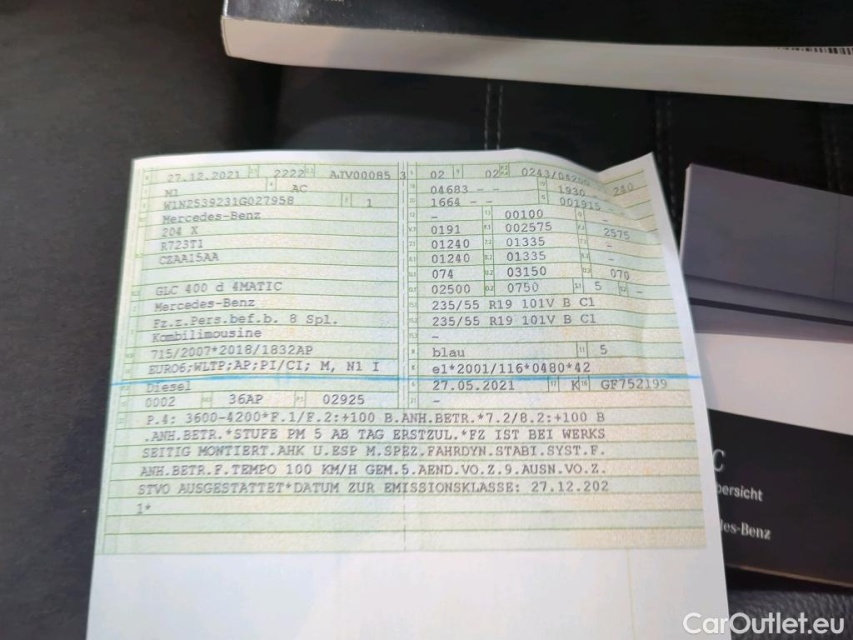 27.12.2021 2222 AJV00085 3
M1 AC
W1N2539231G027958 1
Mercedes-Benz
204 X
R723T1
CZAA15AA
GLC 400 d 4MATIC
Mercedes-Benz
Fz.z.Pers.bef.b. 8 Spl.
Kombilimousine
715/2007*2018/1832AP
EURO6;WLTP;AP;PI/CI; M, N1 I
Diesel
0002 36AP 02925
02 02
04683 - - 1930 -
1664 - - 001915
- 00100 -
0191 002575 2575
01240 01335 -
01240 01335 -
074 03150 070
02500 0750 5 -
235/55 R19 101V B C1
235/55 R19 101V B C1
-
blau 5
e1*2001/116*0480*42
27.05.2021 K GF752199
-
P.4: 3600-4200*F.1/F.2:+100 B.ANH.BETR.*7.2/8.2:+100 B
.ANH.BETR.*STUFE PM 5 AB TAG ERSTZUL.*FZ IST BEI WERKS
SEITIG MONTIERT.AHK U.ESP M.SPEZ.FAHRDYN.STABI.SYST.F.
ANH.BETR.F.TEMPO 100 KM/H GEM.5.AEND.VO.Z.9.AUSN.VO.Z.
STVO AUSGESTATTET*DATUM ZUR EMISSIONSKLASSE: 27.12.202
1*
C
bersicht
es-Benz
CarOutlet.eu